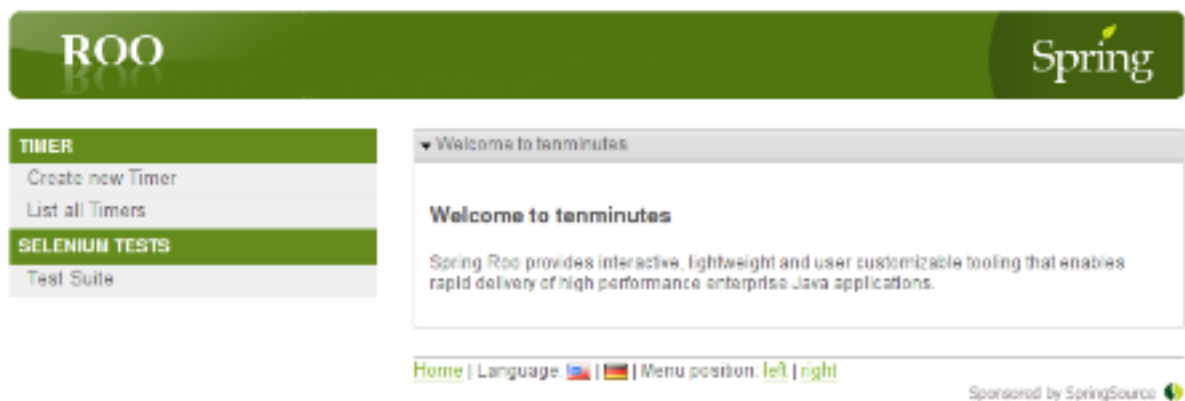 ROO
Spring
TIMER
Create new Timer
List all Timers
SELENIUM TESTS
Test Suite
Welcome to tenminutes
Welcome to tenminutes
Spring Roo provides interactive, lightweight and user customizable tooling that enables
rapid delivery of high performance enterprise Java applications.
Home | Language: | | Menu position: left | right
Sponsored by SpringSource